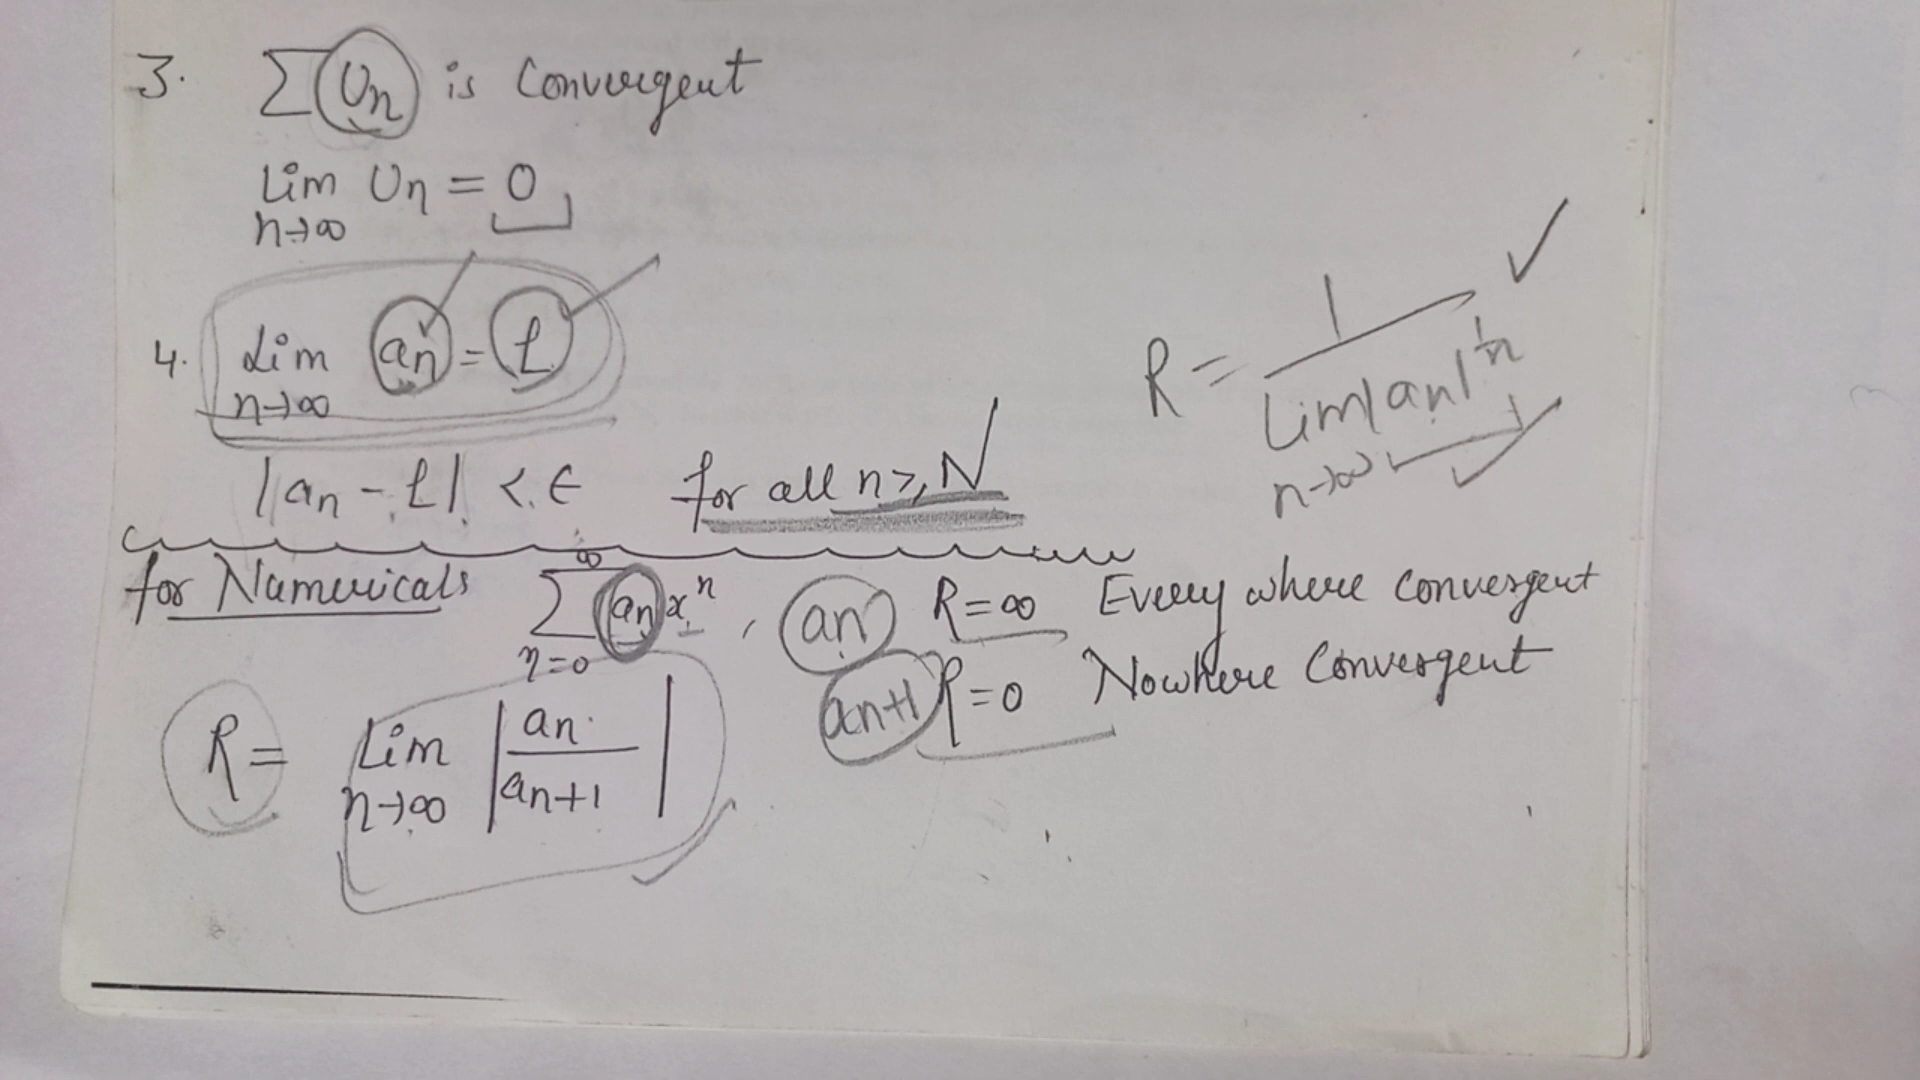 3. ∑ Un is Convergent
Lim Un = 0
n→∞
4. Lim an = ℓ
n→∞
|an - ℓ| < ∈ for all n ≥ N
R = 1 / Lim |an|^1/n
n→∞
for Numericals ∞∑n=0 an x^n , an R=∞ Every where convergent
an+1 R=0 Nowhere Convergent
R = Lim | an / an+1 |
n→∞